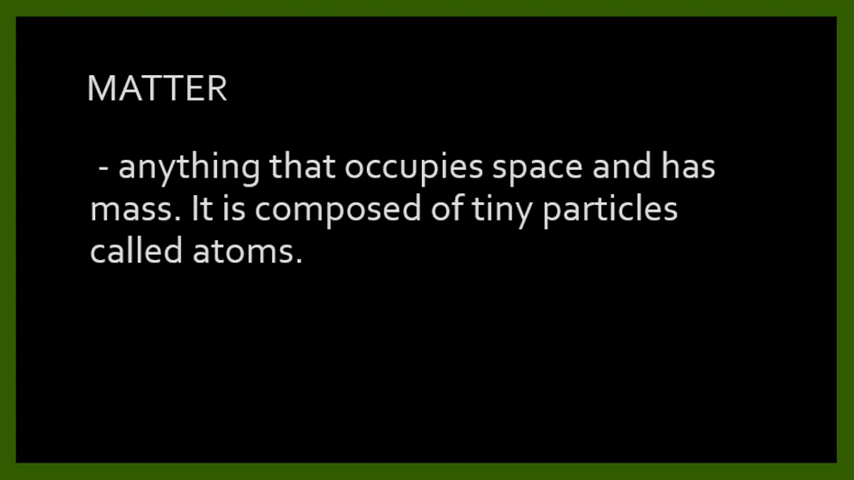 MATTER
- anything that occupies space and has
mass. It is composed of tiny particles
called atoms.